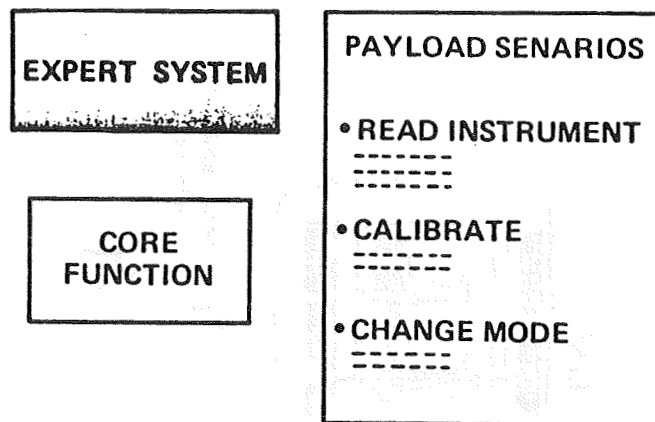 EXPERT SYSTEM
CORE
FUNCTION
PAYLOAD SENARIOS
• READ INSTRUMENT
• CALIBRATE
• CHANGE MODE